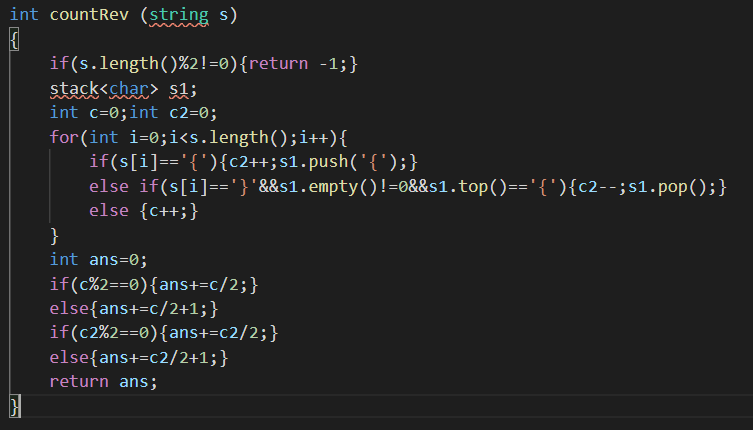 int countRev (string s)
{
    if(s.length()%2!=0){return -1;}
    stack<char> s1;
    int c=0;int c2=0;
    for(int i=0;i<s.length();i++){
        if(s[i]=='{'){c2++;s1.push('{');}
        else if(s[i]=='}'&&s1.empty()!=0&&s1.top()=='{'){c2--;s1.pop();}
        else {c++;}
    }
    int ans=0;
    if(c%2==0){ans+=c/2;}
    else{ans+=c/2+1;}
    if(c2%2==0){ans+=c2/2;}
    else{ans+=c2/2+1;}
    return ans;
}